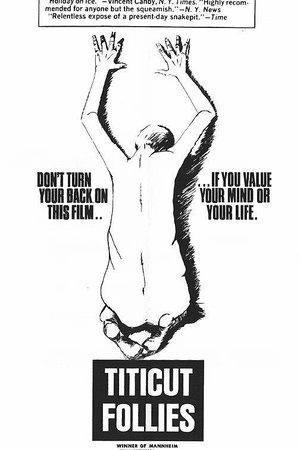 Holiday on Ice." —Vincent Canby, N. Y. Times. "Highly recom-
mended for anyone but the squeamish." —N. Y. News
"Relentless expose of a present-day snakepit." —Time
DON'T TURN
YOUR BACK ON
THIS FILM..
...IF YOU VALUE
YOUR MIND OR
YOUR LIFE.
TITICUT
FOLLIES
WINNER OF MANNHEIM